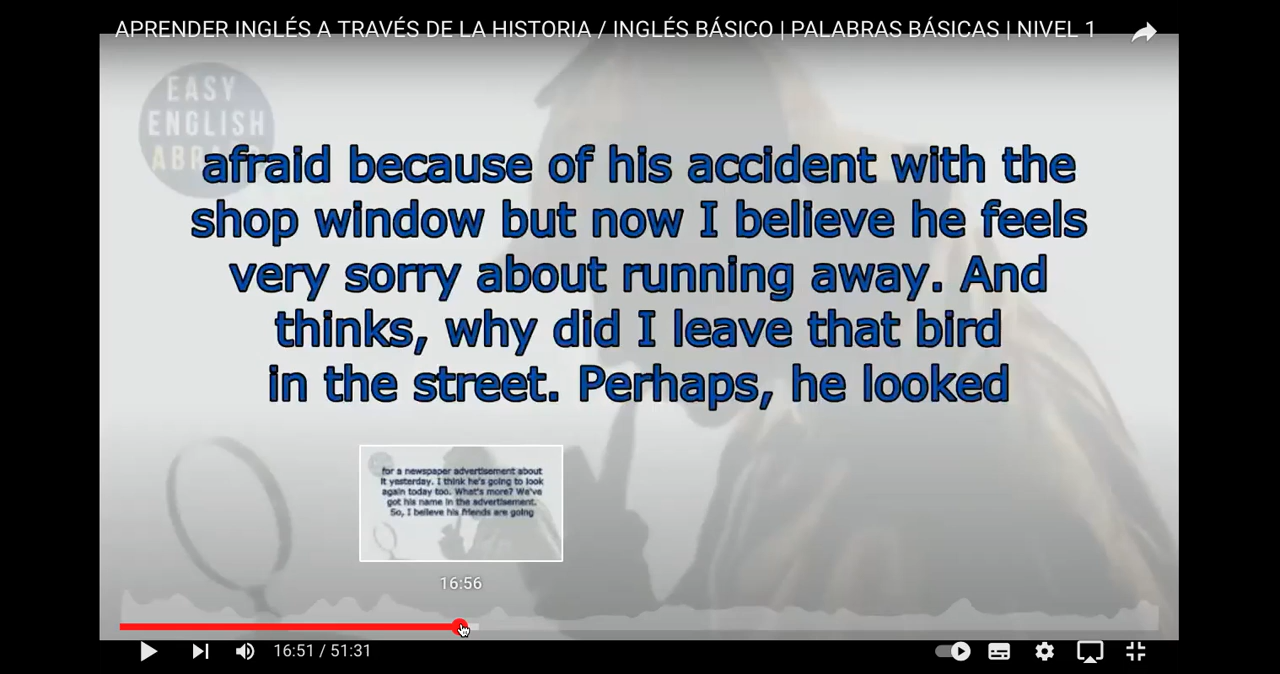 APRENDER INGLÉS A TRAVÉS DE LA HISTORIA / INGLÉS BÁSICO | PALABRAS BÁSICAS | NIVEL 1
EASY
ENGLISH
afraid because of his accident with the
shop window but now I believe he feels
very sorry about running away. And
thinks, why did I leave that bird
in the street. Perhaps, he looked
for a newspaper advertisement about
it yesterday. I think he's going to look
again today too. What's more? We've
got his name in the advertisement.
So, I believe his friends are going
16:56
16:51 / 51:31